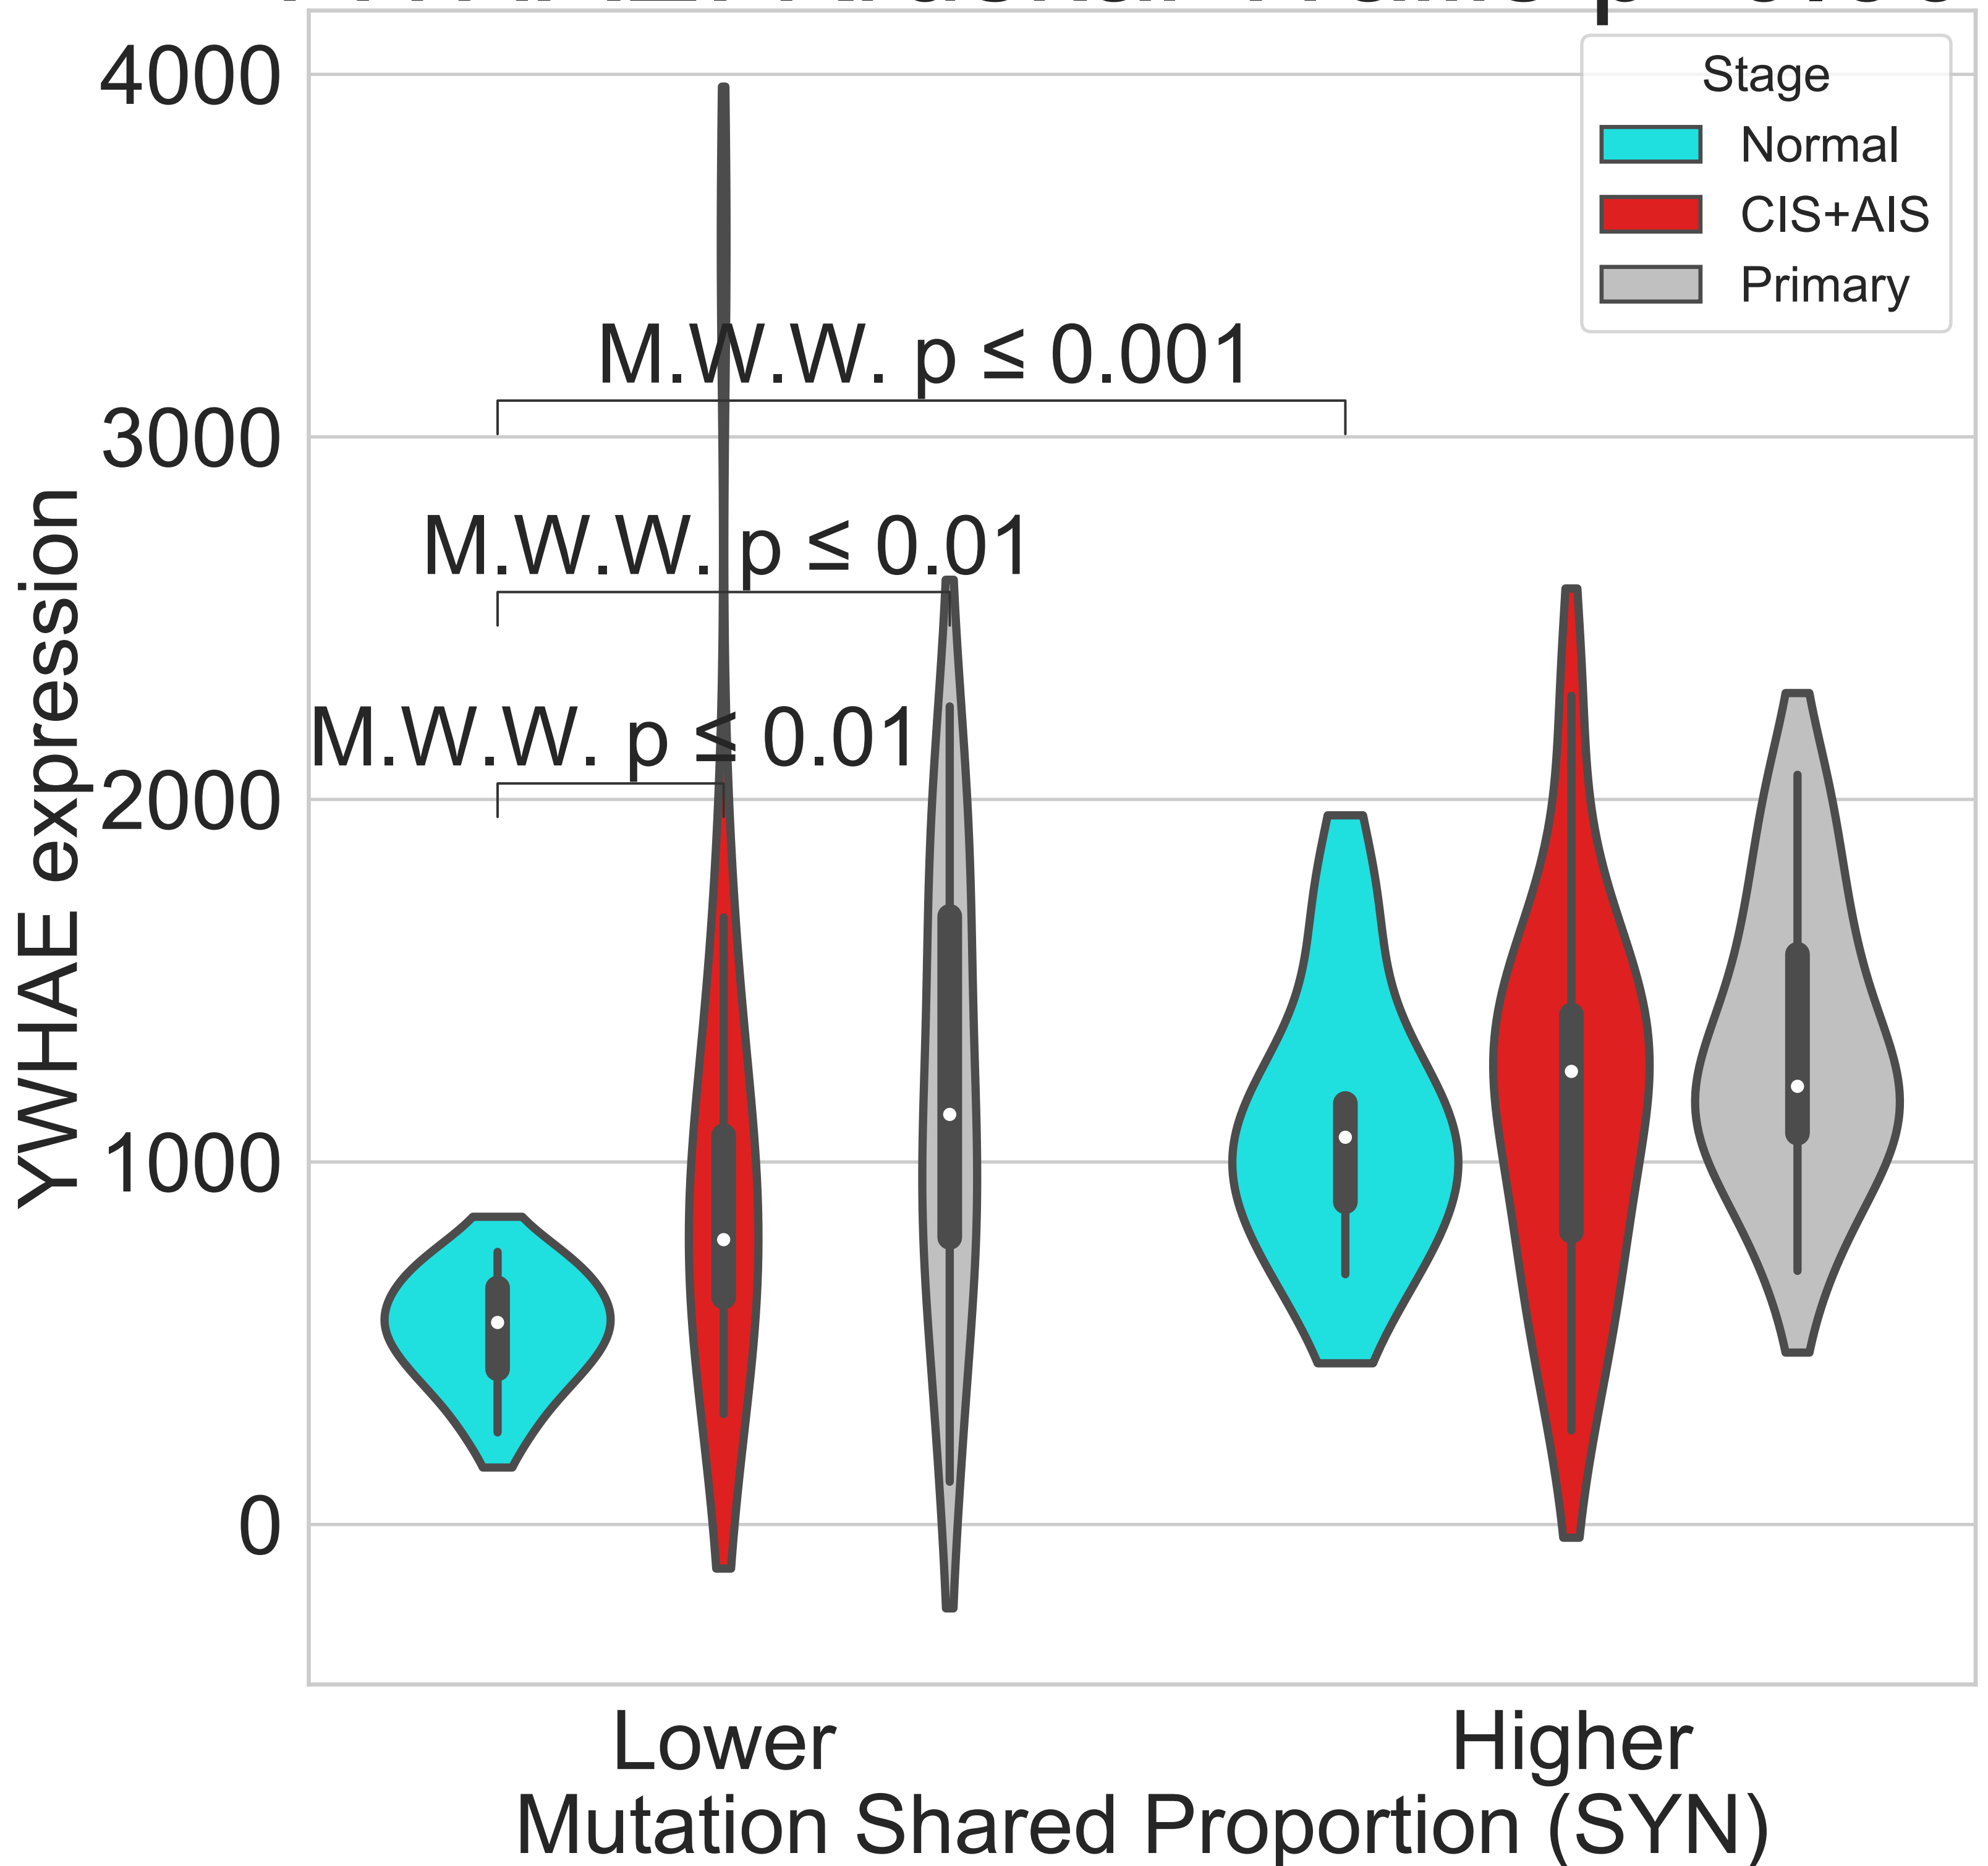 4000
3000
2000
1000
0
YWHAE expression
Stage
Normal
CIS+AIS
Primary
M.W.W. p ≤ 0.001
M.W.W. p ≤ 0.01
M.W.W. p ≤ 0.01
Lower
Higher
Mutation Shared Proportion (SYN)